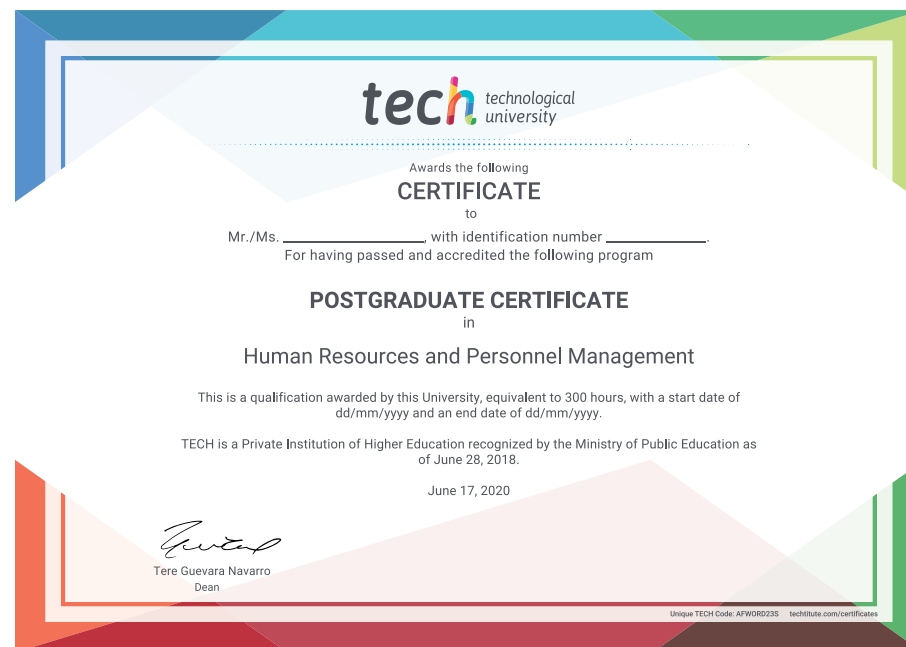 tech technological
university
Awards the following
CERTIFICATE
to
Mr./Ms. ____________________, with identification number ______________.
For having passed and accredited the following program
POSTGRADUATE CERTIFICATE
in
Human Resources and Personnel Management
This is a qualification awarded by this University, equivalent to 300 hours, with a start date of
dd/mm/yyyy and an end date of dd/mm/yyyy.
TECH is a Private Institution of Higher Education recognized by the Ministry of Public Education as
of June 28, 2018.
June 17, 2020
Tere Guevara Navarro
Dean
Unique TECH Code: AFWORD23S techtitute.com/certificates